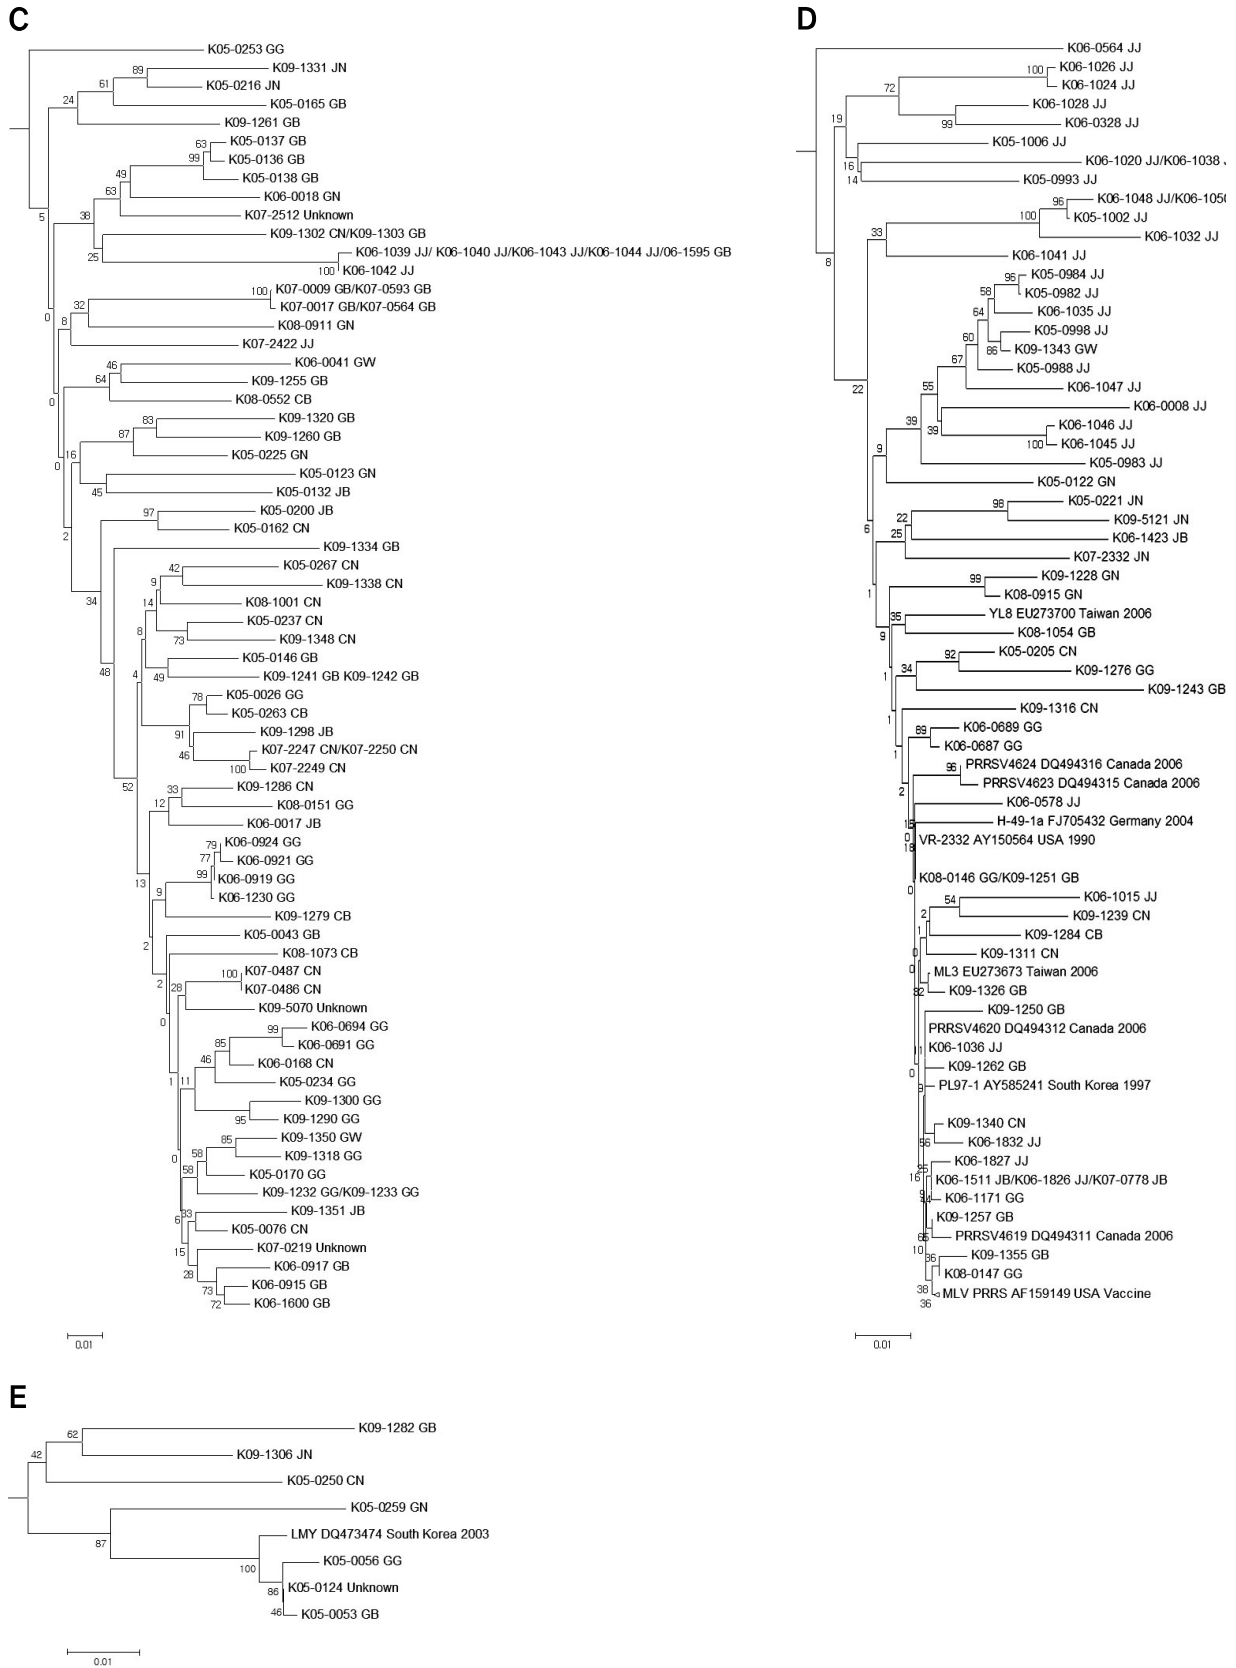 C
K05-0253 GG
K09-1331 JN
89
K05-0216 JN
61
K05-0165 GB
24
K09-1261 GB
K05-0137 GB
63
K05-0136 GB
99
K05-0138 GB
49
K06-0018 GN
63
K07-2512 Unknown
38
5
K09-1302 CN/K09-1303 GB
K06-1039 JJ/ K06-1040 JJ/K06-1043 JJ/K06-1044 JJ/06-1595 GB
25
100
K06-1042 JJ
K07-0009 GB/K07-0593 GB
100
K07-0017 GB/K07-0564 GB
32
0
8
K08-0911 GN
K07-2422 JJ
K06-0041 GW
46
K09-1255 GB
64
K08-0552 CB
0
K09-1320 GB
83
K09-1260 GB
87
K05-0225 GN
16
0
K05-0123 GN
K05-0132 JB
45
K05-0200 JB
97
K05-0162 CN
2
K09-1334 GB
K05-0267 CN
42
K09-1338 CN
9
K08-1001 CN
34
14
K05-0237 CN
K09-1348 CN
73
8
K05-0146 GB
K09-1241 GB K09-1242 GB
48
4
49
K05-0026 GG
78
K05-0263 CB
K09-1298 JB
91
K07-2247 CN/K07-2250 CN
46
K07-2249 CN
100
K09-1286 CN
52
33
K08-0151 GG
12
K06-0017 JB
K06-0924 GG
79
K06-0921 GG
77
K06-0919 GG
99
K06-1230 GG
13
9
K09-1279 CB
K05-0043 GB
2
K08-1073 CB
K07-0487 CN
100
K07-0486 CN
2
28
K09-5070 Unknown
0
K06-0694 GG
99
K06-0691 GG
85
K06-0168 CN
46
K05-0234 GG
1
11
K09-1300 GG
K09-1290 GG
95
K09-1350 GW
85
K09-1318 GG
58
0
K05-0170 GG
58
K09-1232 GG/K09-1233 GG
K09-1351 JB
6
33
K05-0076 CN
K07-0219 Unknown
15
K06-0917 GB
28
K06-0915 GB
73
K06-1600 GB
72
0.01
D
K06-0564 JJ
K06-1026 JJ
100
K06-1024 JJ
72
K06-1028 JJ
K06-0328 JJ
99
19
K05-1006 JJ
K06-1020 JJ/K06-1038
16
K05-0993 JJ
14
K06-1048 JJ/K06-105
96
K05-1002 JJ
100
K06-1032 JJ
33
K06-1041 JJ
8
K05-0984 JJ
96
K05-0982 JJ
58
K06-1035 JJ
64
K05-0998 JJ
60
K09-1343 GW
86
K05-0988 JJ
67
K06-1047 JJ
22
55
K06-0008 JJ
39
K06-1046 JJ
39
K06-1045 JJ
100
K05-0983 JJ
9
K05-0122 GN
K05-0221 JN
98
K09-5121 JN
22
6
K06-1423 JB
25
K07-2332 JN
K09-1228 GN
99
K08-0915 GN
1
YL8 EU273700 Taiwan 2006
35
K08-1054 GB
9
K05-0205 CN
92
K09-1276 GG
34
1
K09-1243 GB
K09-1316 CN
1
K06-0689 GG
89
K06-0687 GG
1
PRRSV4624 DQ494316 Canada 2006
96
PRRSV4623 DQ494315 Canada 2006
2
K06-0578 JJ
H-49-1a FJ705432 Germany 2004
0
VR-2332 AY150564 USA 1990
K08-0146 GG/K09-1251 GB
0
K06-1015 JJ
54
K09-1239 CN
2
K09-1284 CB
1
K09-1311 CN
0
ML3 EU273673 Taiwan 2006
0
K09-1326 GB
K09-1250 GB
PRRSV4620 DQ494312 Canada 2006
K06-1036 JJ
1
K09-1262 GB
0
PL97-1 AY585241 South Korea 1997
K09-1340 CN
K06-1832 JJ
56
K06-1827 JJ
16
K06-1511 JB/K06-1826 JJ/K07-0778 JB
K06-1171 GG
K09-1257 GB
PRRSV4619 DQ494311 Canada 2006
10
K09-1355 GB
36
K08-0147 GG
38
MLV PRRS AF159149 USA Vaccine
36
0.01
E
K09-1282 GB
62
K09-1306 JN
42
K05-0250 CN
K05-0259 GN
LMY DQ473474 South Korea 2003
87
K05-0056 GG
100
K05-0124 Unknown
86
K05-0053 GB
46
0.01